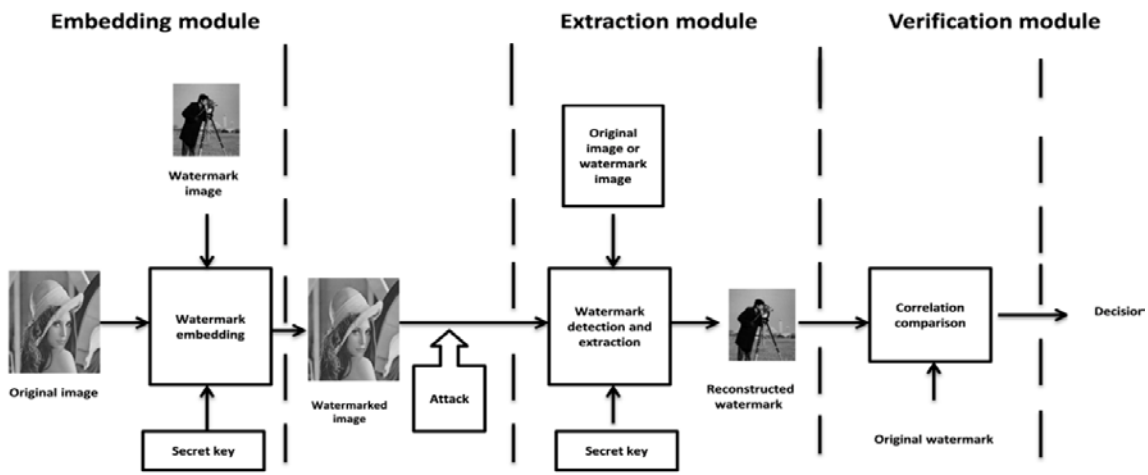 Embedding module
Extraction module
Verification module
Watermark
image
Original
image or
watermark
image
Watermark
embedding
Watermark
detection and
extraction
Correlation
comparison
Decision
Original image
Watermarked
image
Attack
Reconstructed
watermark
Original watermark
Secret key
Secret key